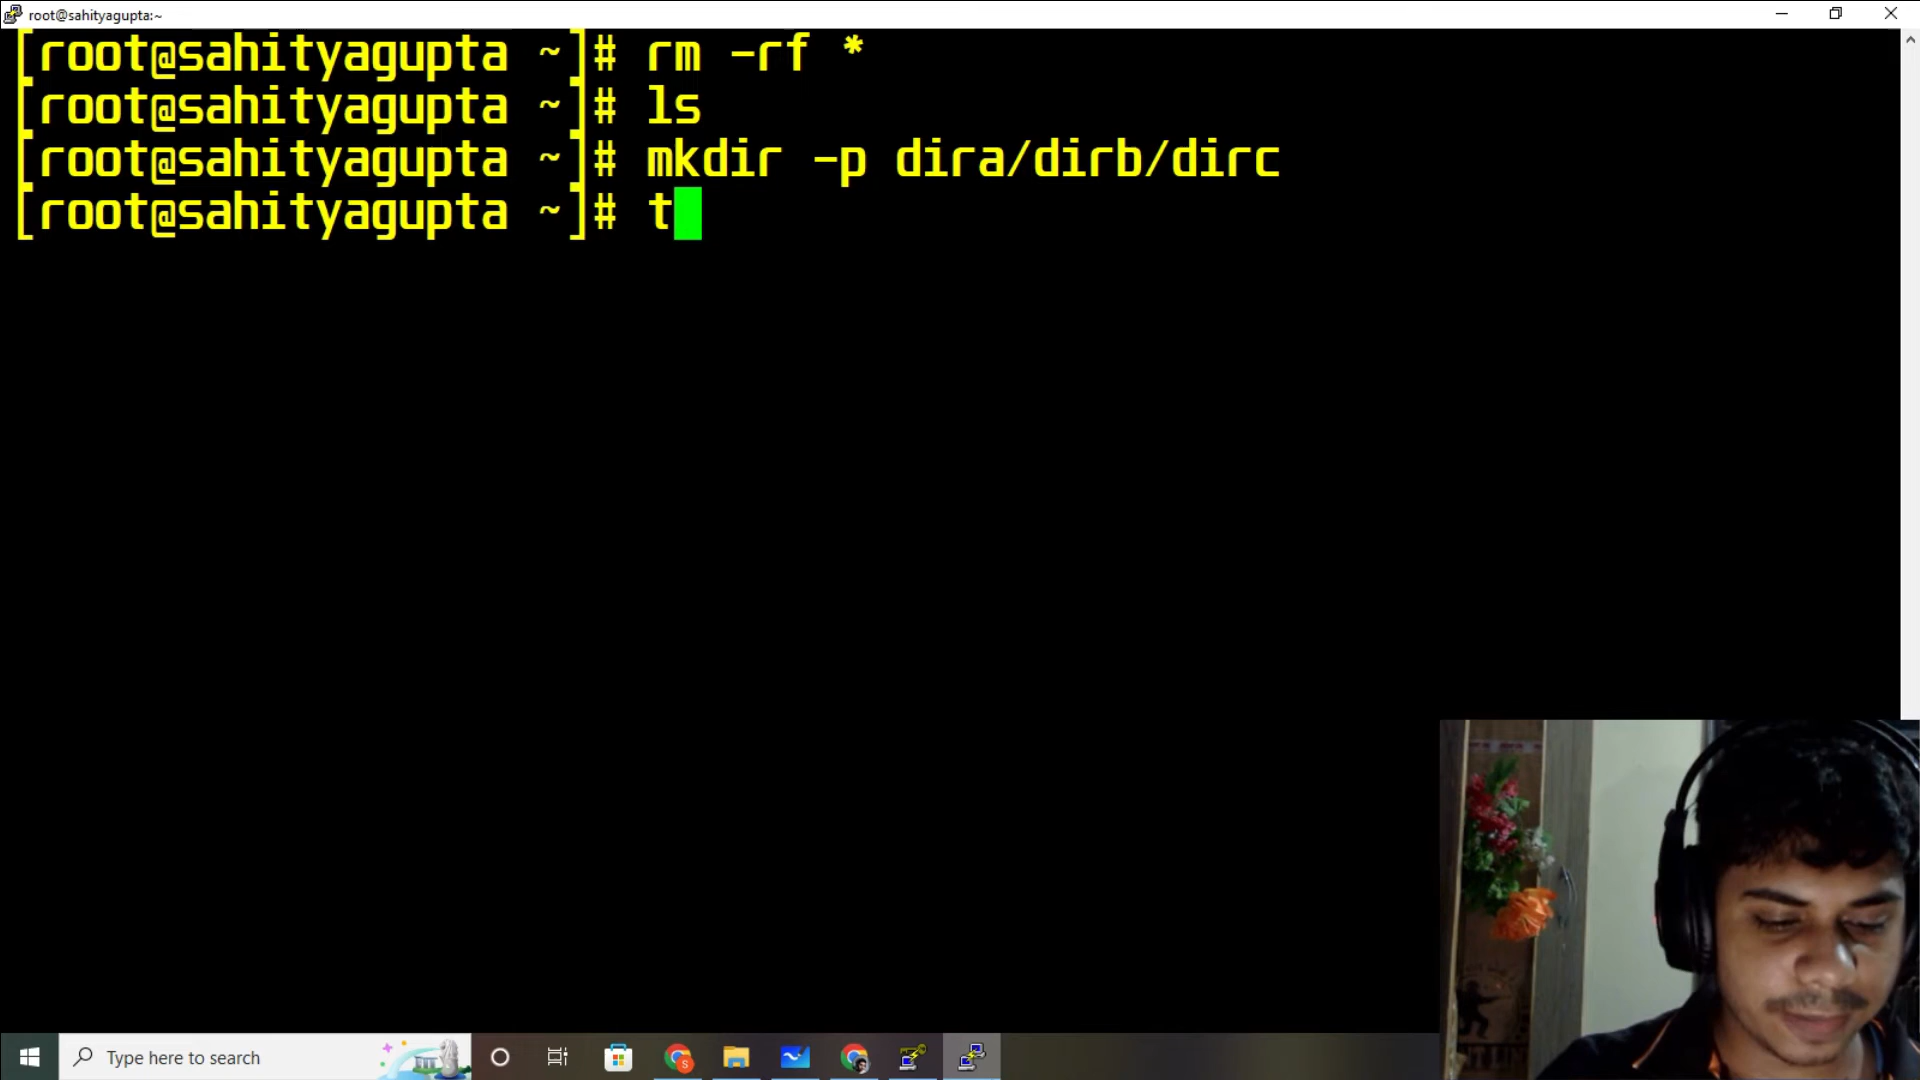 root@sahityagupta:~
[root@sahityagupta ~]# rm -rf *
[root@sahityagupta ~]# ls
[root@sahityagupta ~]# mkdir -p dira/dirb/dirc
[root@sahityagupta ~]# t
Type here to search